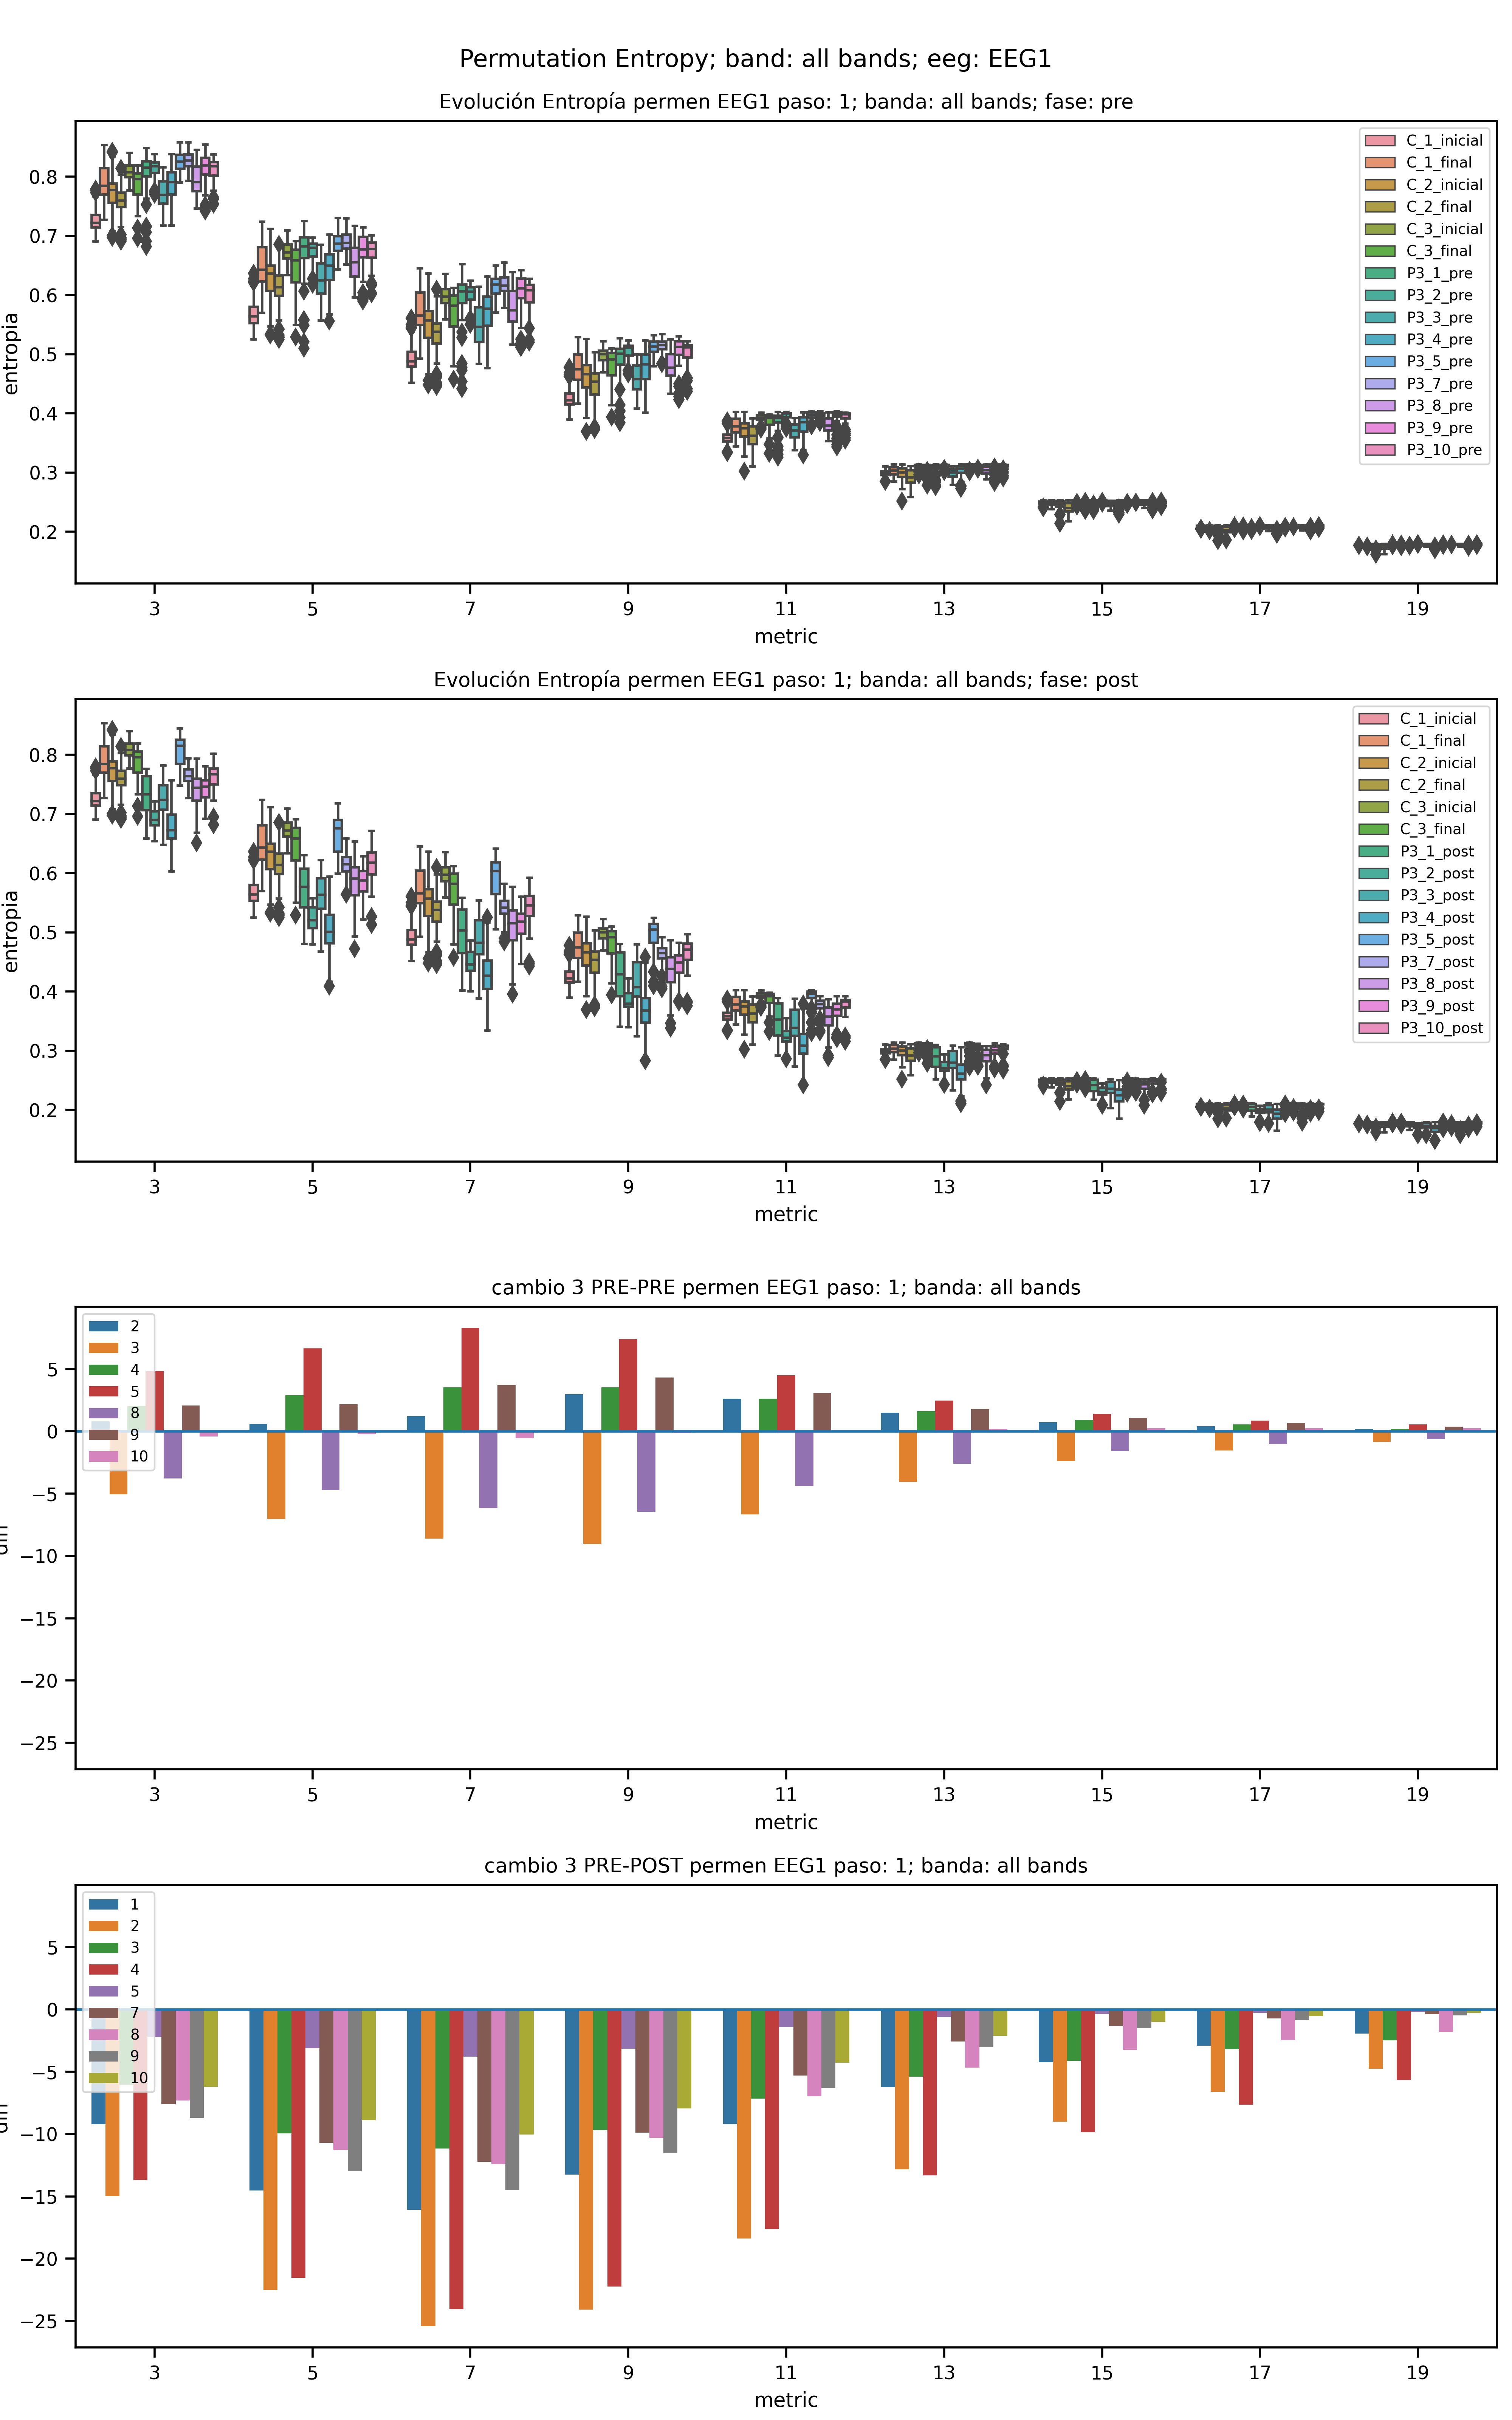 Permutation Entropy; band: all bands; eeg: EEG1
Evolución Entropía permen EEG1 paso: 1; banda: all bands; fase: pre
entropia
0.8
0.7
0.6
0.5
0.4
0.3
0.2
C_1_inicial
C_1_final
C_2_inicial
C_2_final
C_3_inicial
C_3_final
P3_1_pre
P3_2_pre
P3_3_pre
P3_4_pre
P3_5_pre
P3_7_pre
P3_8_pre
P3_9_pre
P3_10_pre
3 5 7 9 11 13 15 17 19
metric
Evolución Entropía permen EEG1 paso: 1; banda: all bands; fase: post
entropia
0.8
0.7
0.6
0.5
0.4
0.3
0.2
C_1_inicial
C_1_final
C_2_inicial
C_2_final
C_3_inicial
C_3_final
P3_1_post
P3_2_post
P3_3_post
P3_4_post
P3_5_post
P3_7_post
P3_8_post
P3_9_post
P3_10_post
3 5 7 9 11 13 15 17 19
metric
cambio 3 PRE-PRE permen EEG1 paso: 1; banda: all bands
5
0
−5
−10
−15
−20
−25
2
3
4
5
8
9
10
3 5 7 9 11 13 15 17 19
metric
cambio 3 PRE-POST permen EEG1 paso: 1; banda: all bands
5
0
−5
−10
−15
−20
−25
1
2
3
4
5
7
8
9
10
3 5 7 9 11 13 15 17 19
metric